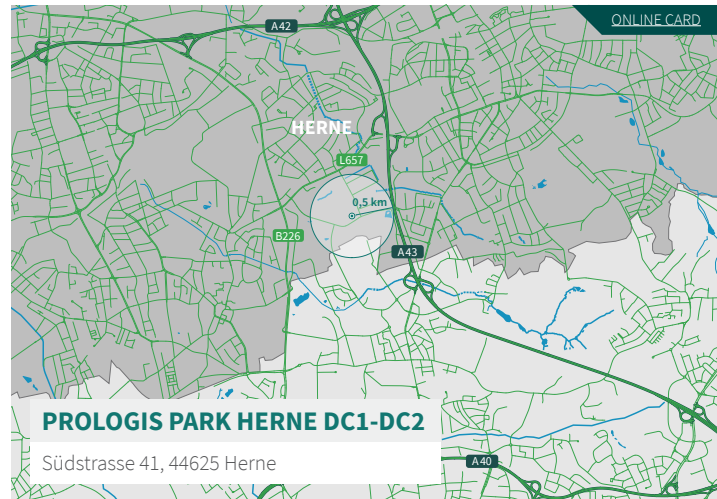 ONLINE CARD
A42
HERNE
L657
0,5 km
B226
A43
PROLOGIS PARK HERNE DC1-DC2
Südstrasse 41, 44625 Herne
A40